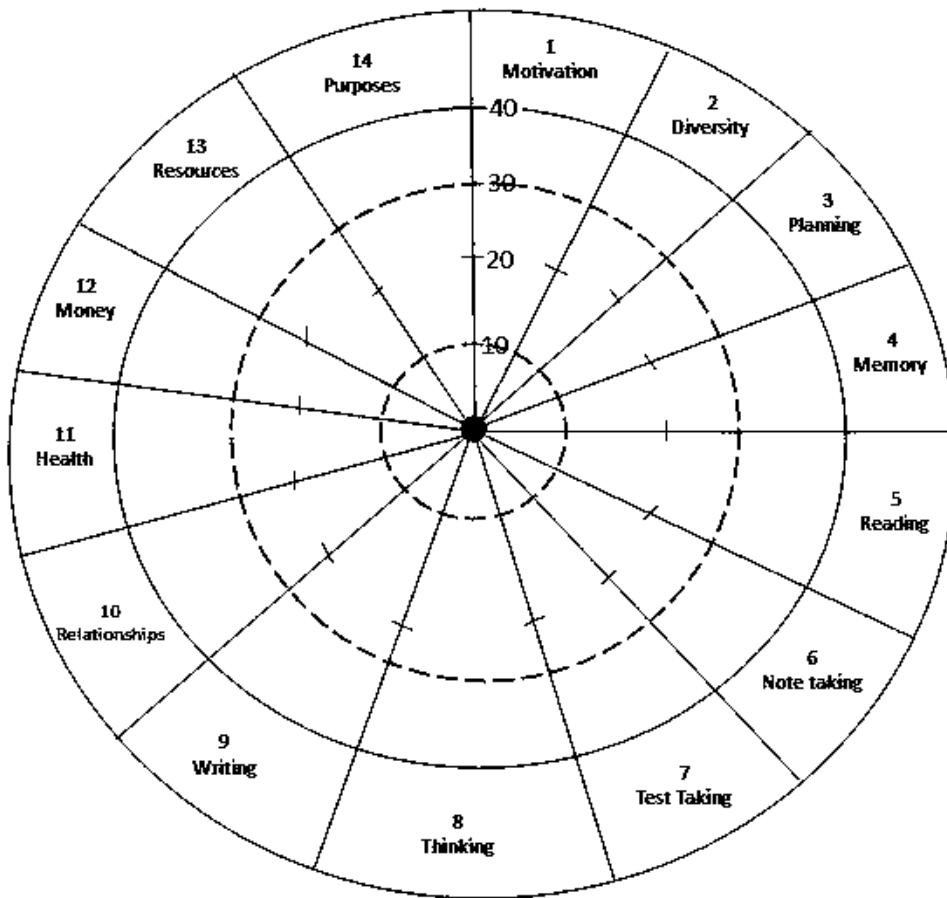 1
Motivation
2
Diversity
3
Planning
4
Memory
5
Reading
6
Note taking
7
Test Taking
8
Thinking
9
Writing
10
Relationships
11
Health
12
Money
13
Resources
14
Purposes
40
30
20
10